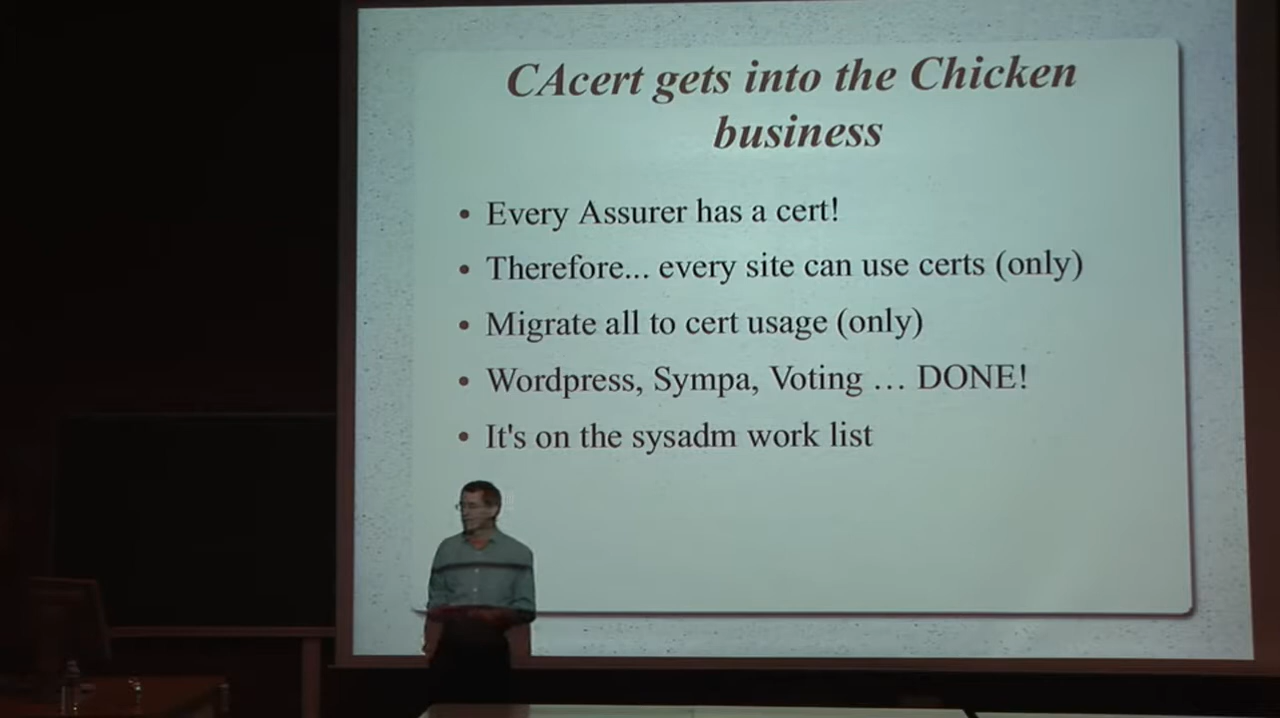 CAcert gets into the Chicken
business
• Every Assurer has a cert!
• Therefore... every site can use certs (only)
• Migrate all to cert usage (only)
• Wordpress, Sympa, Voting … DONE!
• It's on the sysadm work list